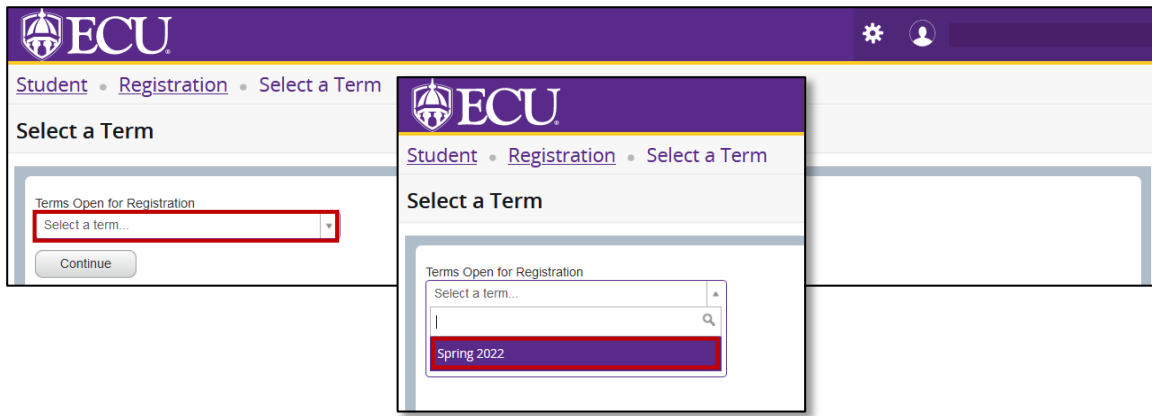 ECU
Student • Registration • Select a Term
Select a Term
Terms Open for Registration
Select a term...
Continue
ECU
Student • Registration • Select a Term
Select a Term
Terms Open for Registration
Select a term...
Spring 2022